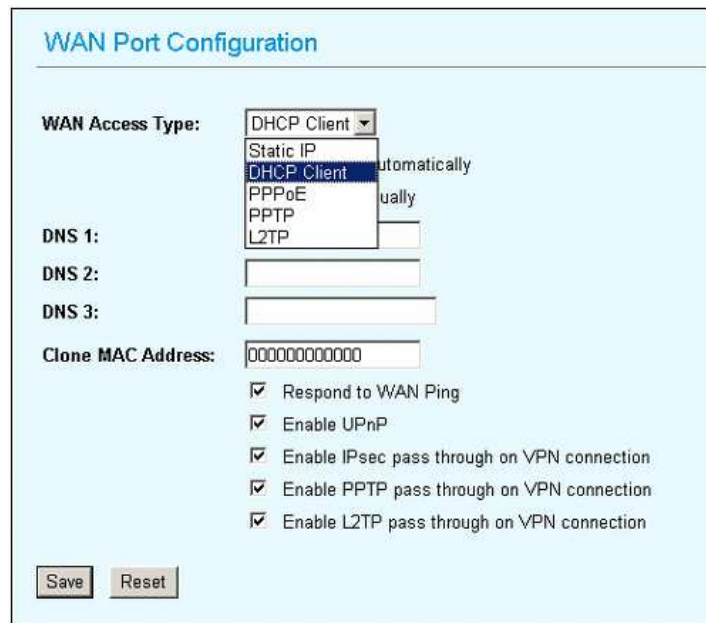 WAN Port Configuration
WAN Access Type:
DHCP Client
Static IP
DHCP Client
utomatically
PPPoE
ually
PPTP
L2TP
DNS 1:
DNS 2:
DNS 3:
Clone MAC Address:
000000000000
Respond to WAN Ping
Enable UPnP
Enable IPsec pass through on VPN connection
Enable PPTP pass through on VPN connection
Enable L2TP pass through on VPN connection
Save
Reset